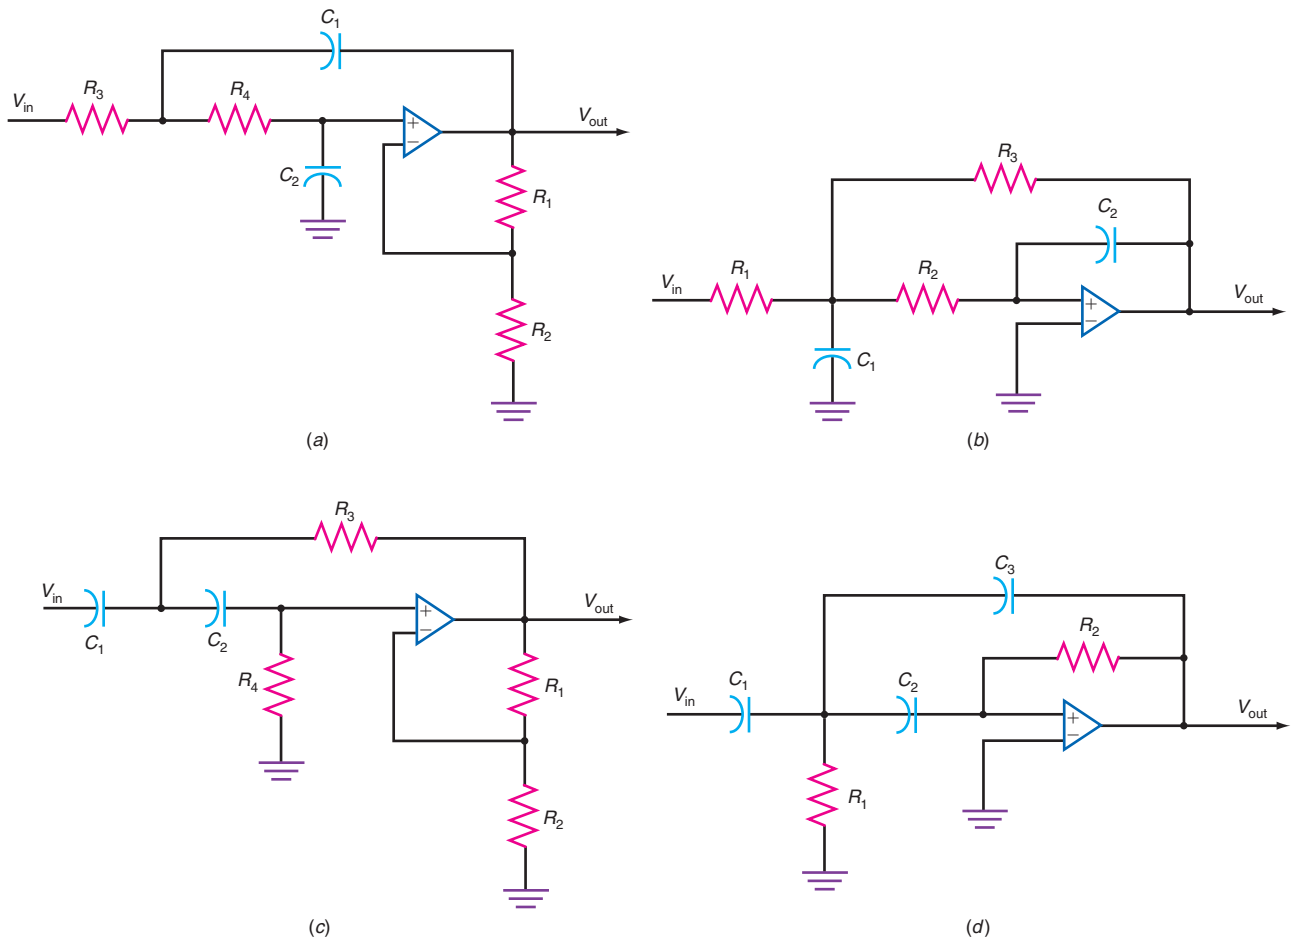 C1
Vin
R3
R4
+
−
Vout
C2
R1
R2
(a)
R3
C2
Vin
R1
R2
+
−
Vout
C1
(b)
R3
Vin
C1
C2
+
−
Vout
R4
R1
R2
(c)
C3
R2
Vin
C1
C2
+
−
Vout
R1
(d)